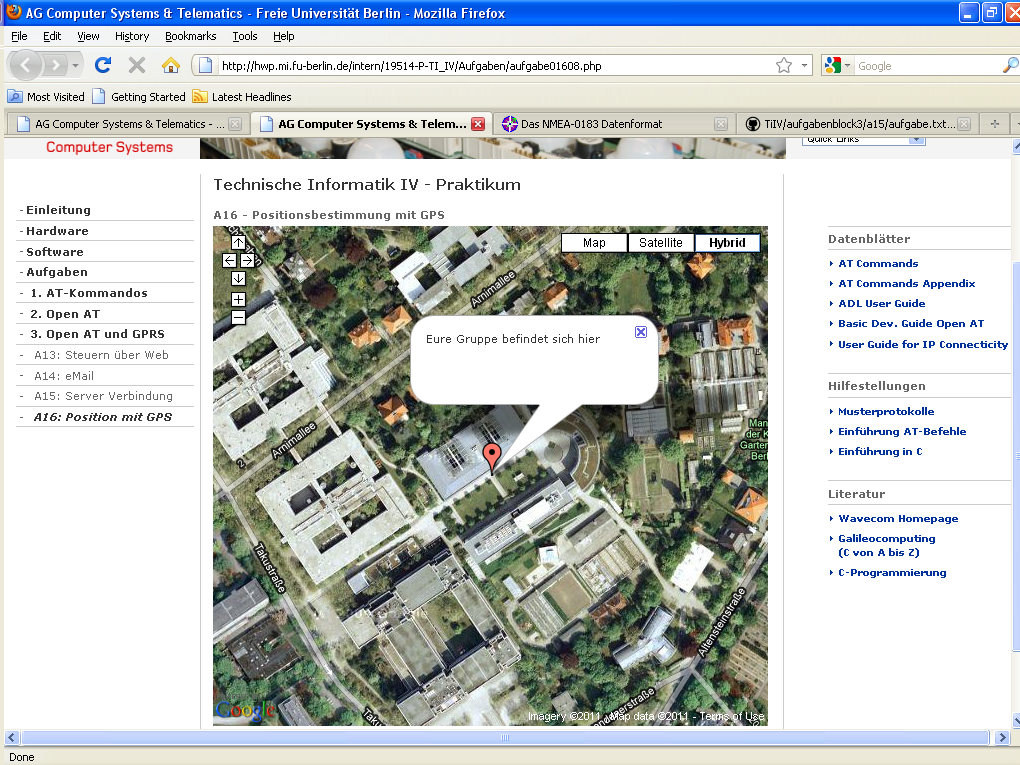 AG Computer Systems & Telematics - Freie Universität Berlin - Mozilla Firefox
File Edit View History Bookmarks Tools Help
http://hwp.mi.fu-berlin.de/intern/19514-P-TI_IV/Aufgaben/aufgabe01608.php
Google
Most Visited Getting Started Latest Headlines
AG Computer Systems & Telematics - ...
AG Computer Systems & Telem...
Das NMEA-0183 Datenformat
TiIV/aufgabenblock3/a15/aufgabe.txt...
Computer Systems
Quick Links
Technische Informatik IV - Praktikum
A16 - Positionsbestimmung mit GPS
- Einleitung
- Hardware
- Software
- Aufgaben
- 1. AT-Kommandos
- 2. Open AT
- 3. Open AT und GPRS
- A13: Steuern über Web
- A14: eMail
- A15: Server Verbindung
- A16: Position mit GPS
Map Satellite Hybrid
Arnimallee
Eure Gruppe befindet sich hier
Arnimallee
2
Takustraße
Altensteinstraße
Google
Imagery ©2011, Map data ©2011 - Terms of Use
Datenblätter
AT Commands
AT Commands Appendix
ADL User Guide
Basic Dev. Guide Open AT
User Guide for IP Connecticity
Hilfestellungen
Musterprotokolle
Einführung AT-Befehle
Einführung in C
Literatur
Wavecom Homepage
Galileocomputing
(C von A bis Z)
C-Programmierung
Done